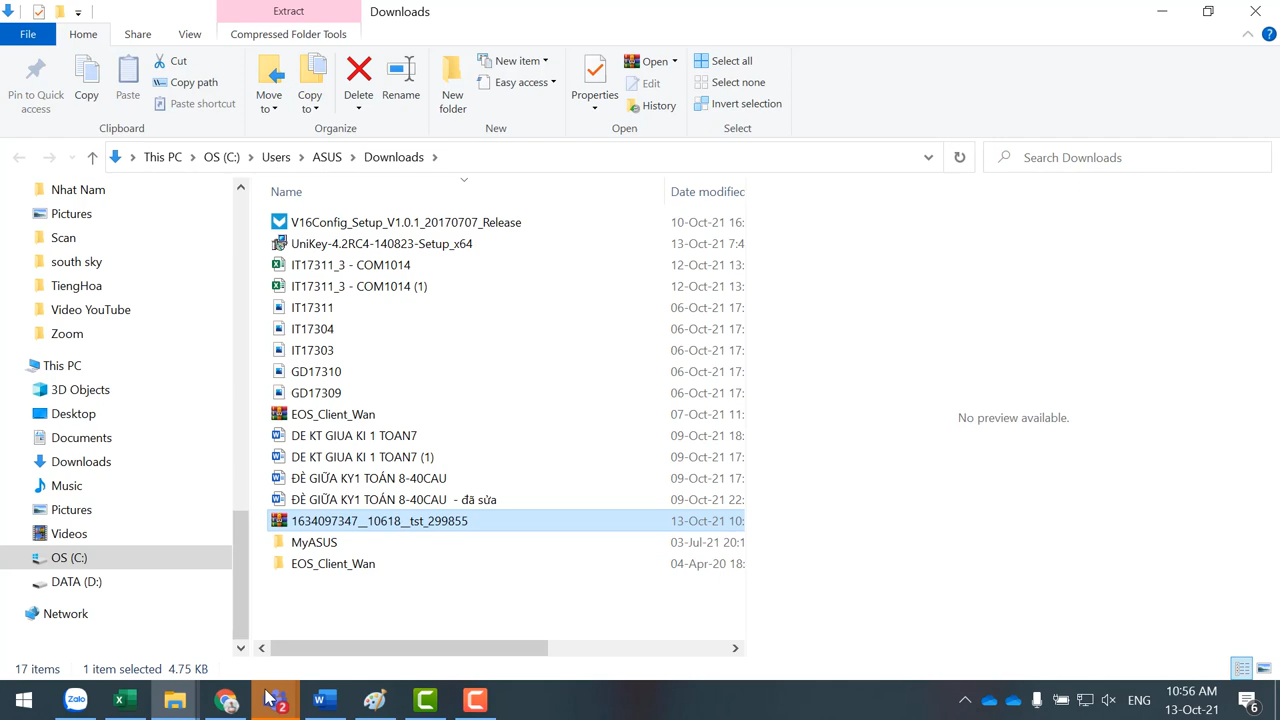 Extract
Downloads
File
Home
Share
View
Compressed Folder Tools
Pin to Quick access
Copy
Paste
Cut
Copy path
Paste shortcut
Clipboard
Move to
Copy to
Delete
Rename
Organize
New folder
New item
Easy access
New
Properties
Open
Edit
History
Open
Select all
Select none
Invert selection
Select
This PC
OS (C:)
Users
ASUS
Downloads
Search Downloads
Nhat Nam
Pictures
Scan
south sky
TiengHoa
Video YouTube
Zoom
This PC
3D Objects
Desktop
Documents
Downloads
Music
Pictures
Videos
OS (C:)
DATA (D:)
Network
Name
Date modified
V16Config_Setup_V1.0.1_20170707_Release
10-Oct-21 16:
UniKey-4.2RC4-140823-Setup_x64
13-Oct-21 7:4
IT17311_3 - COM1014
12-Oct-21 13:
IT17311_3 - COM1014 (1)
12-Oct-21 13:
IT17311
06-Oct-21 17:
IT17304
06-Oct-21 17:
IT17303
06-Oct-21 17:
GD17310
06-Oct-21 17:
GD17309
06-Oct-21 17:
EOS_Client_Wan
07-Oct-21 11:
DE KT GIUA KI 1 TOAN7
09-Oct-21 18:
DE KT GIUA KI 1 TOAN7 (1)
09-Oct-21 17:
ĐÈ GIỮA KY1 TOÁN 8-40CAU
09-Oct-21 17:
ĐÈ GIỮA KY1 TOÁN 8-40CAU - đã sửa
09-Oct-21 22:
1634097347__10618__tst_299855
13-Oct-21 10:
MyASUS
03-Jul-21 20:1
EOS_Client_Wan
04-Apr-20 18:
No preview available.
17 items
1 item selected 4.75 KB
Zalo
2
ENG
10:56 AM
13-Oct-21
6